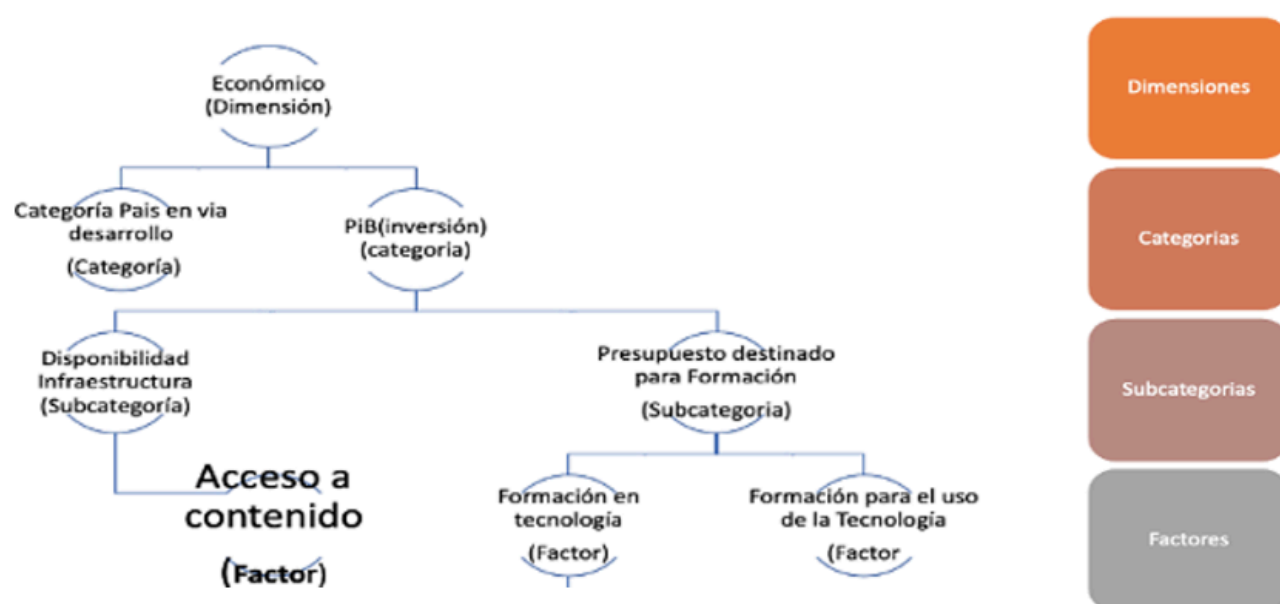 Económico
(Dimensión)
Dimensiones
Categoría Pais en via
desarrollo
(Categoría)
PiB(inversión)
(categoria)
Categorias
Disponibilidad
Infraestructura
(Subcategoría)
Presupuesto destinado
para Formación
(Subcategoria)
Subcategorias
Acceso a
contenido
(Factor)
Formación en
tecnología
(Factor)
Formación para el uso
de la Tecnología
(Factor
Factores